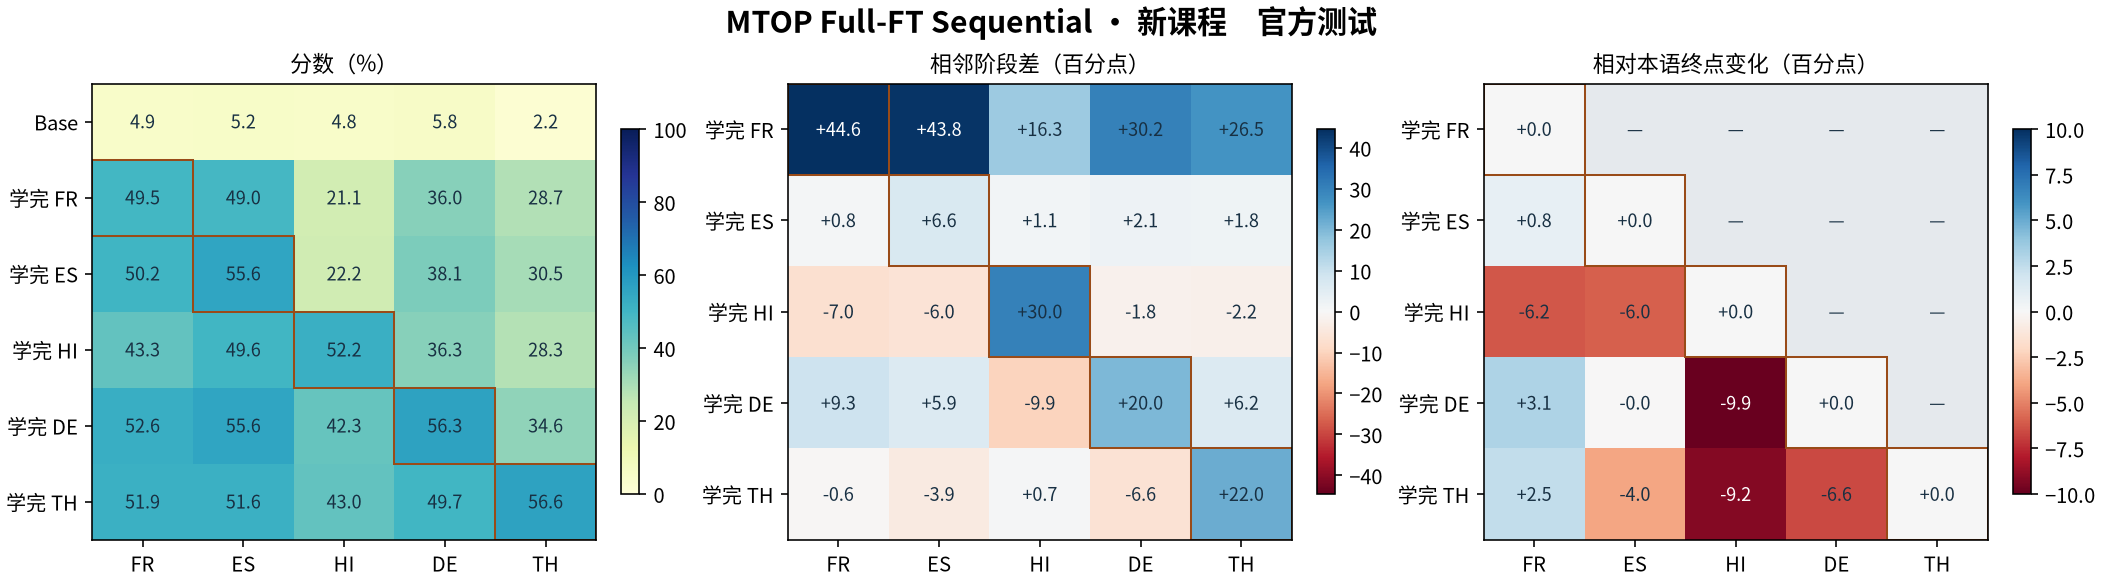 MTOP Full-FT Sequential · 新课程　官方测试
分数（%）
Base 4.9 5.2 4.8 5.8 2.2
学完 FR 49.5 49.0 21.1 36.0 28.7
学完 ES 50.2 55.6 22.2 38.1 30.5
学完 HI 43.3 49.6 52.2 36.3 28.3
学完 DE 52.6 55.6 42.3 56.3 34.6
学完 TH 51.9 51.6 43.0 49.7 56.6
FR ES HI DE TH
100
80
60
40
20
0
相邻阶段差（百分点）
学完 FR +44.6 +43.8 +16.3 +30.2 +26.5
学完 ES +0.8 +6.6 +1.1 +2.1 +1.8
学完 HI -7.0 -6.0 +30.0 -1.8 -2.2
学完 DE +9.3 +5.9 -9.9 +20.0 +6.2
学完 TH -0.6 -3.9 +0.7 -6.6 +22.0
FR ES HI DE TH
40
30
20
10
0
−10
−20
−30
−40
相对本语终点变化（百分点）
学完 FR +0.0 — — — —
学完 ES +0.8 +0.0 — — —
学完 HI -6.2 -6.0 +0.0 — —
学完 DE +3.1 -0.0 -9.9 +0.0 —
学完 TH +2.5 -4.0 -9.2 -6.6 +0.0
FR ES HI DE TH
10.0
7.5
5.0
2.5
0.0
−2.5
−5.0
−7.5
−10.0